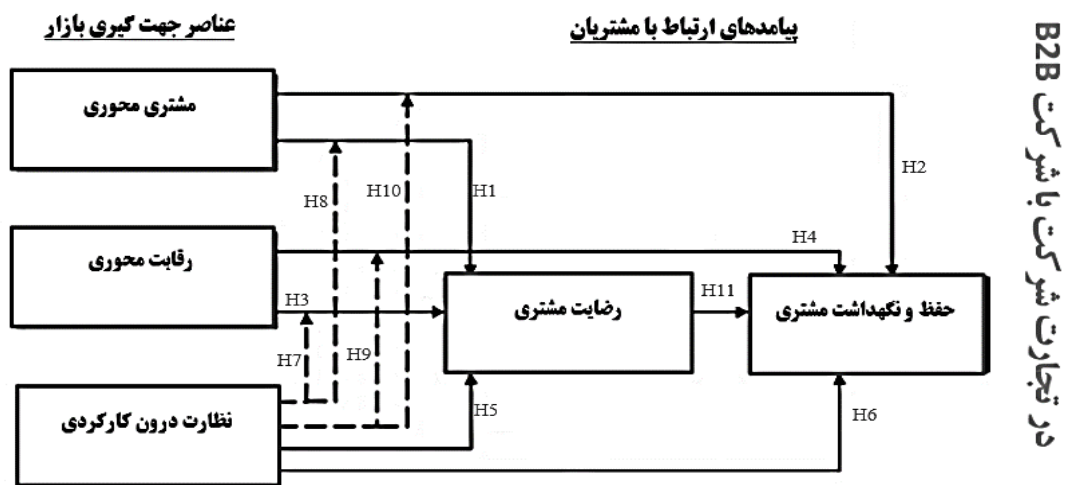 عناصر جهت گیری بازار
پیامدهای ارتباط با مشتریان
مشتری محوری
رقابت محوری
نظارت درون کارکردی
رضایت مشتری
حفظ و نگهداشت مشتری
H1
H2
H3
H4
H5
H6
H7
H8
H9
H10
H11
در تجارت شرکت با شرکت B2B